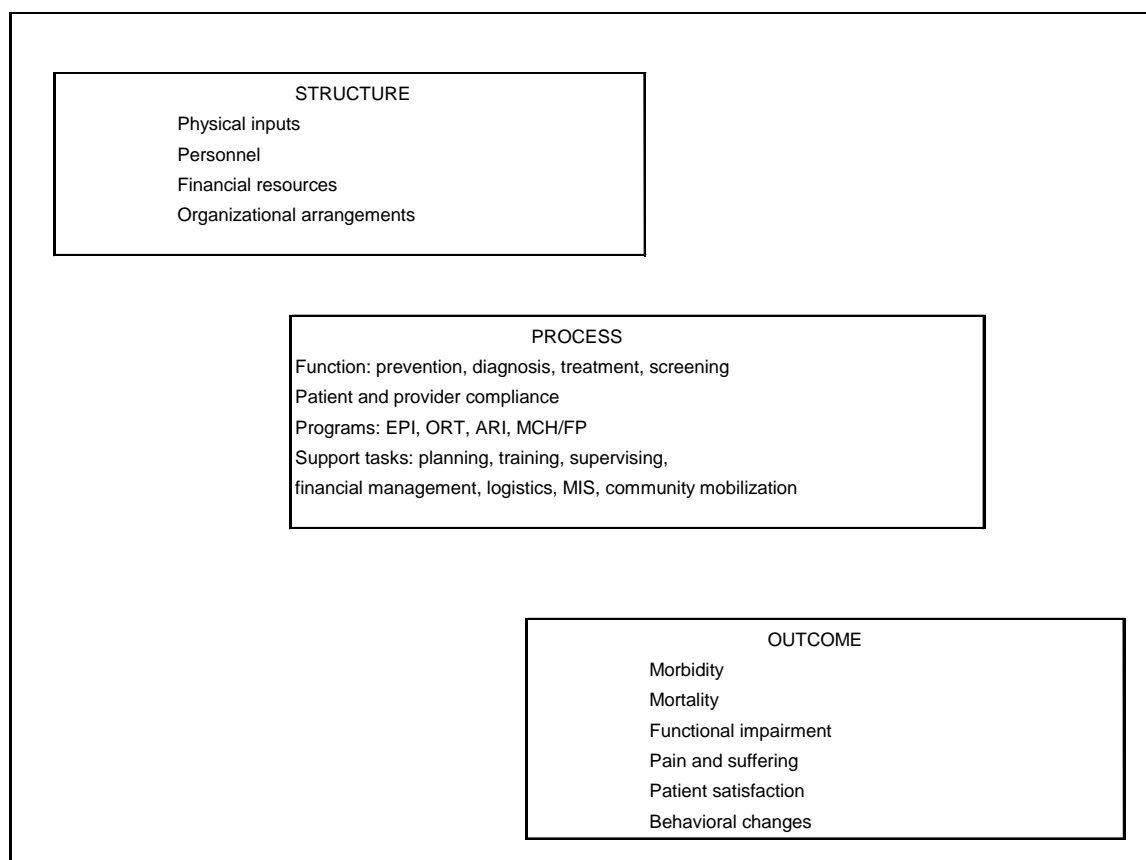 STRUCTURE
Physical inputs
Personnel
Financial resources
Organizational arrangements
PROCESS
Function: prevention, diagnosis, treatment, screening
Patient and provider compliance
Programs: EPI, ORT, ARI, MCH/FP
Support tasks: planning, training, supervising,
financial management, logistics, MIS, community mobilization
OUTCOME
Morbidity
Mortality
Functional impairment
Pain and suffering
Patient satisfaction
Behavioral changes